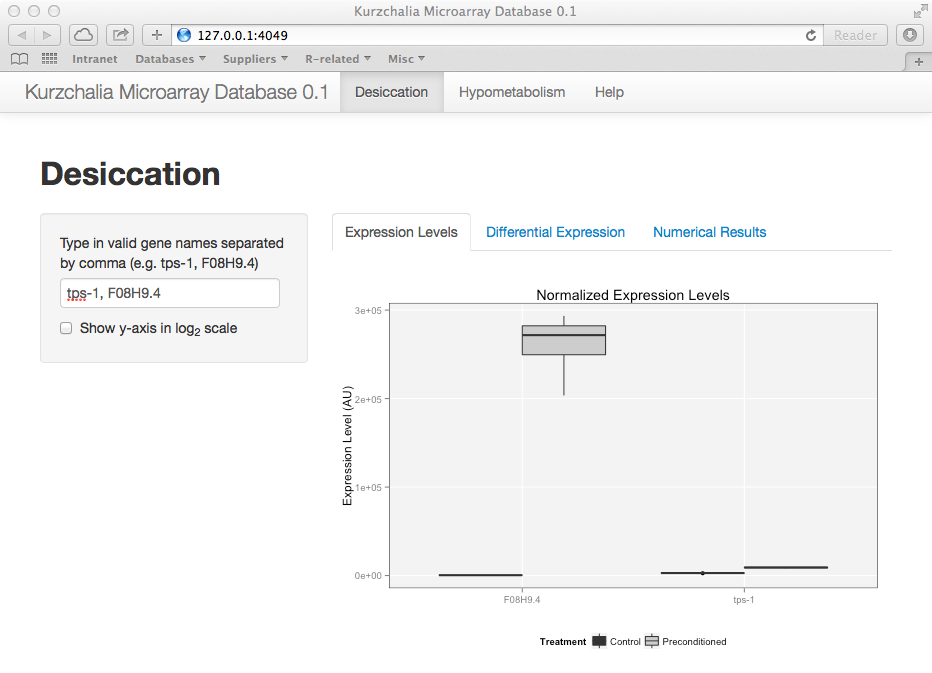 Kurzchalia Microarray Database 0.1
127.0.0.1:4049
Reader
Intranet Databases Suppliers R-related Misc
Kurzchalia Microarray Database 0.1 Desiccation Hypometabolism Help
Desiccation
Type in valid gene names separated
by comma (e.g. tps-1, F08H9.4)
tps-1, F08H9.4
Show y-axis in log2 scale
Expression Levels Differential Expression Numerical Results
Normalized Expression Levels
Expression Level (AU)
3e+05
2e+05
1e+05
0e+00
F08H9.4 tps-1
Treatment Control Preconditioned